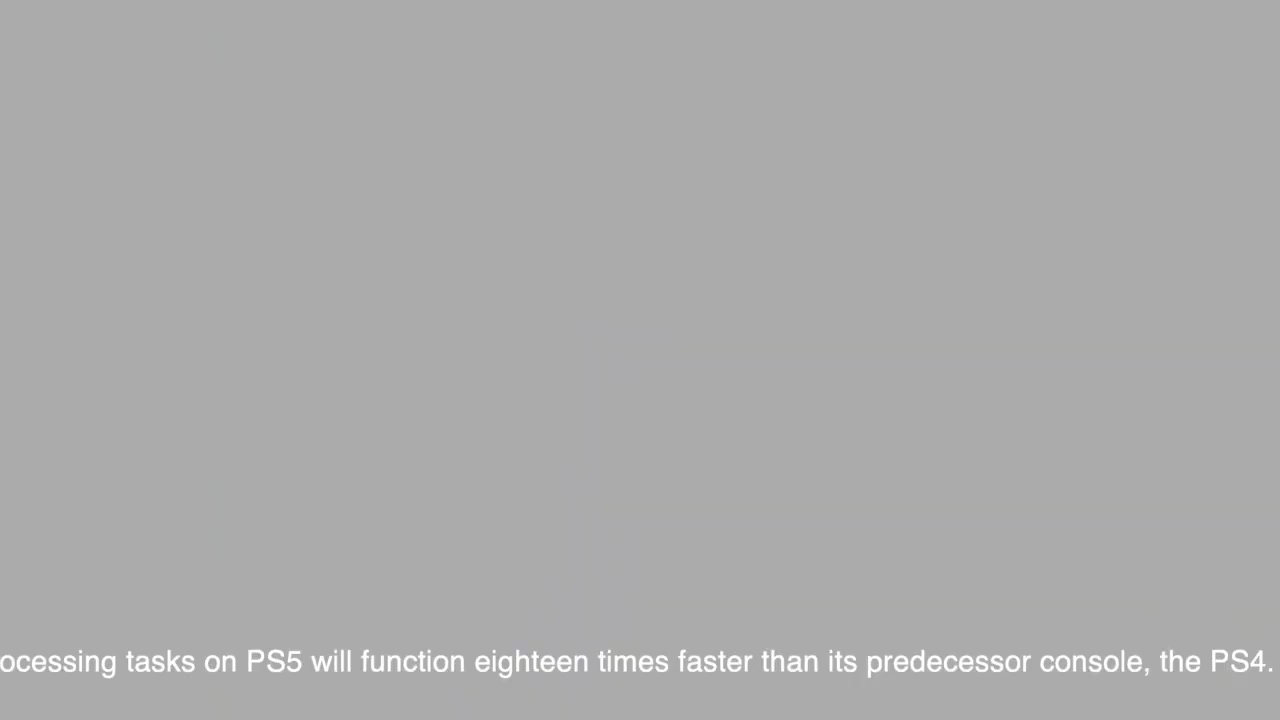 ocessing tasks on PS5 will function eighteen times faster than its predecessor console, the PS4.